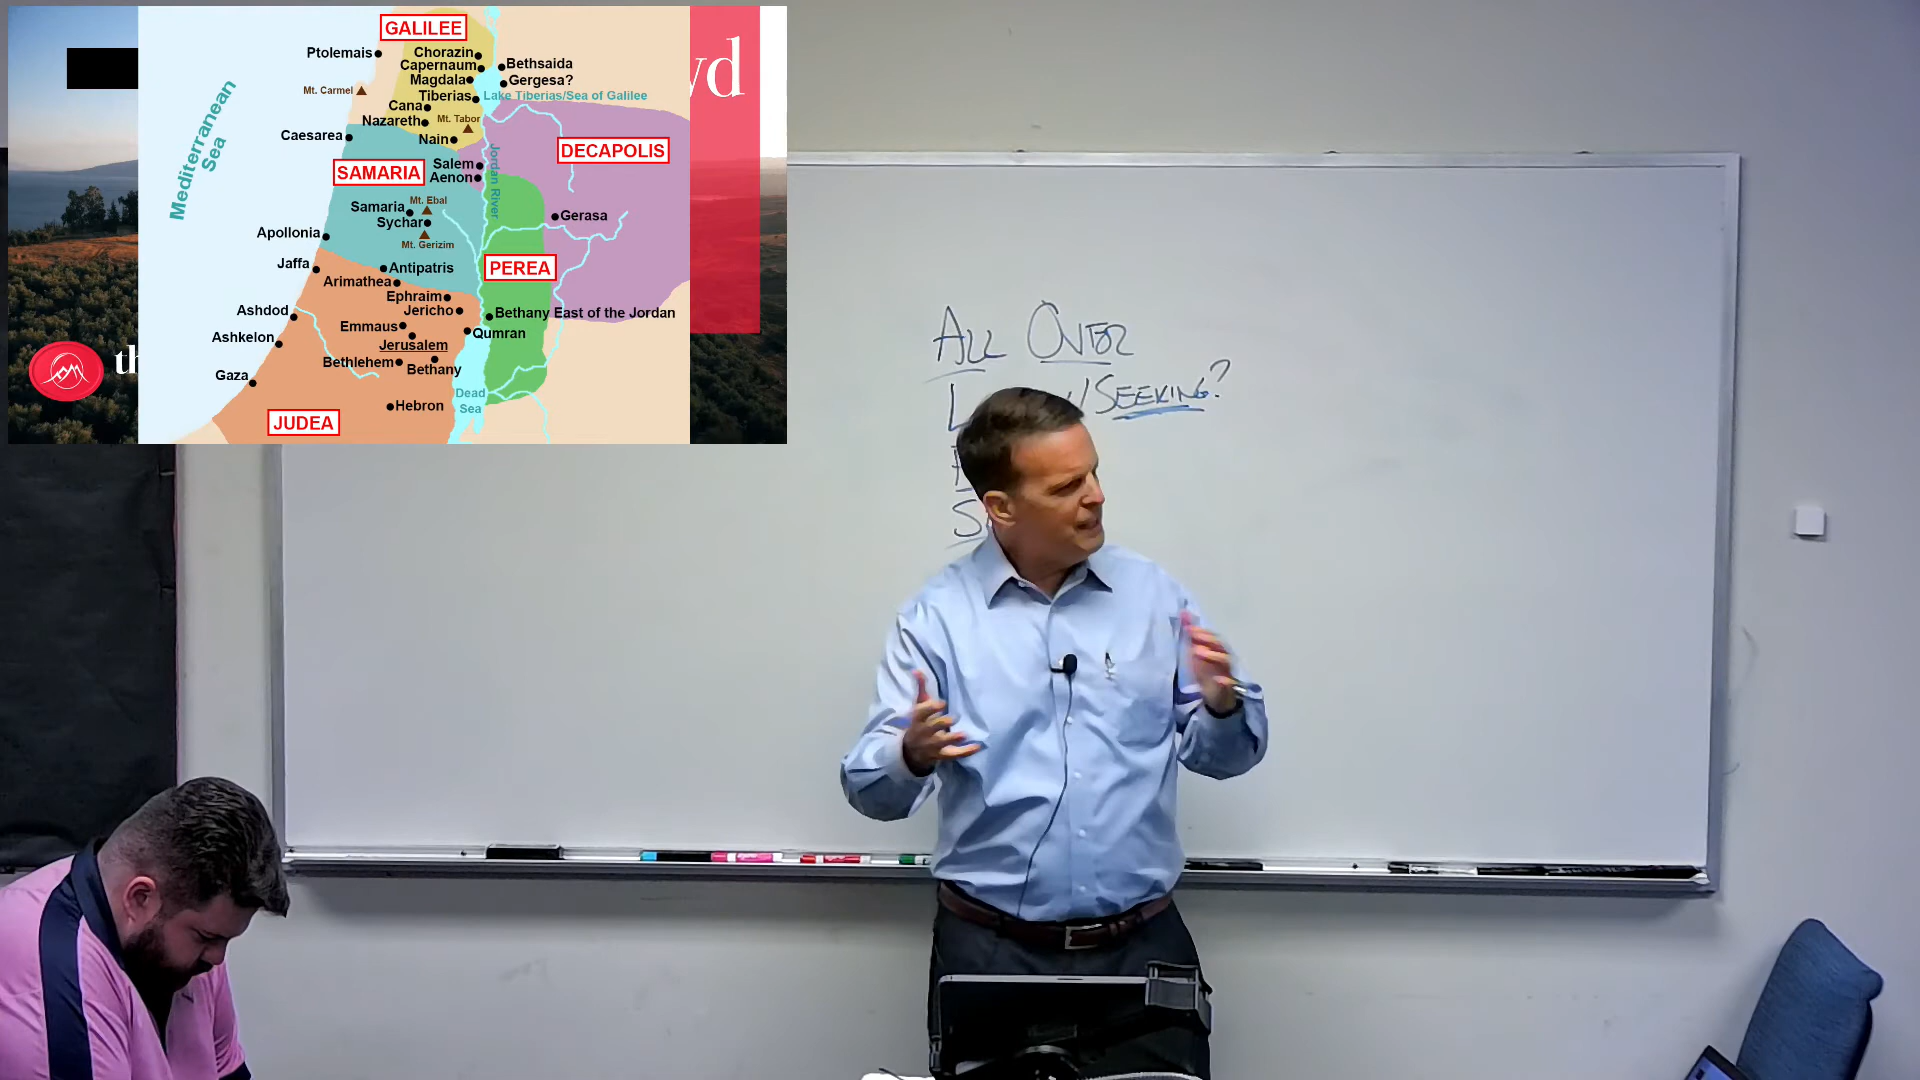 GALILEE
Ptolemais
Chorazin
Capernaum
Bethsaida
Magdala
Gergesa?
Mt. Carmel
Tiberias
Lake Tiberias/Sea of Galilee
Cana
Nazareth
Mt. Tabor
Caesarea
Nain
Mediterranean
Sea
DECAPOLIS
SAMARIA
Salem
Aenon
Jordan River
Mt. Ebal
Samaria
Sychar
Gerasa
Apollonia
Mt. Gerizim
Jaffa
Antipatris
PEREA
Arimathea
Ephraim
Jericho
Ashdod
Bethany East of the Jordan
Emmaus
Qumran
Ashkelon
Jerusalem
Bethlehem
Bethany
Gaza
Dead
Sea
Hebron
JUDEA
ALL OVER
/SEEKING?